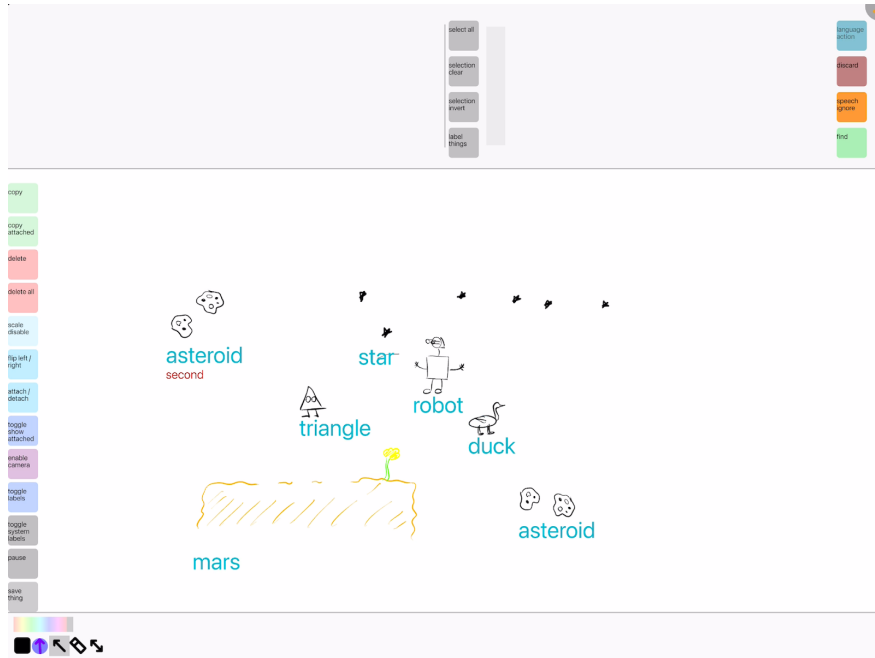 select all
selection
clear
selection
invert
label
things
language
action
discard
speech
ignore
find
copy
copy
attached
delete
delete all
scale
disable
flip left /
right
attach /
detach
toggle
show
attached
enable
camera
toggle
labels
toggle
system
labels
pause
save
thing
asteroid
second
star
robot
triangle
duck
asteroid
mars